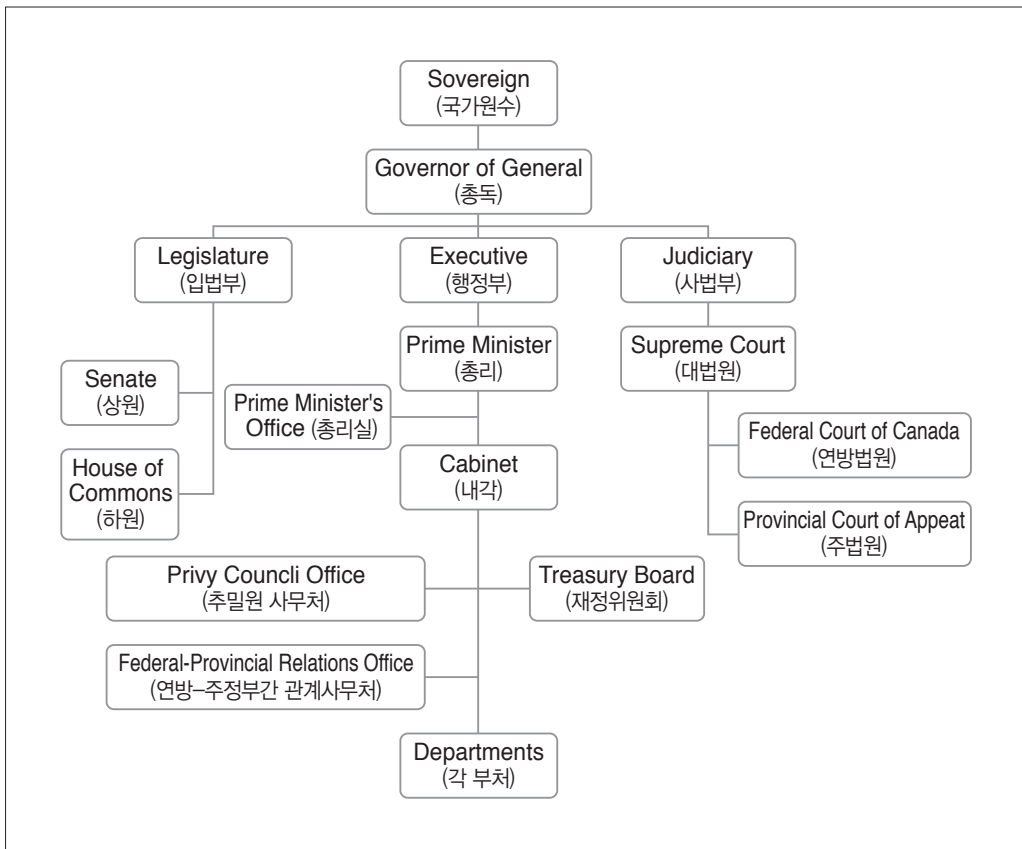 Sovereign
(국가원수)
Governor of General
(총독)
Legislature
(입법부)
Executive
(행정부)
Judiciary
(사법부)
Prime Minister
(총리)
Supreme Court
(대법원)
Senate
(상원)
Prime Minister's
Office (총리실)
House of
Commons
(하원)
Cabinet
(내각)
Federal Court of Canada
(연방법원)
Provincial Court of Appeat
(주법원)
Privy Councli Office
(추밀원 사무처)
Treasury Board
(재정위원회)
Federal-Provincial Relations Office
(연방–주정부간 관계사무처)
Departments
(각 부처)